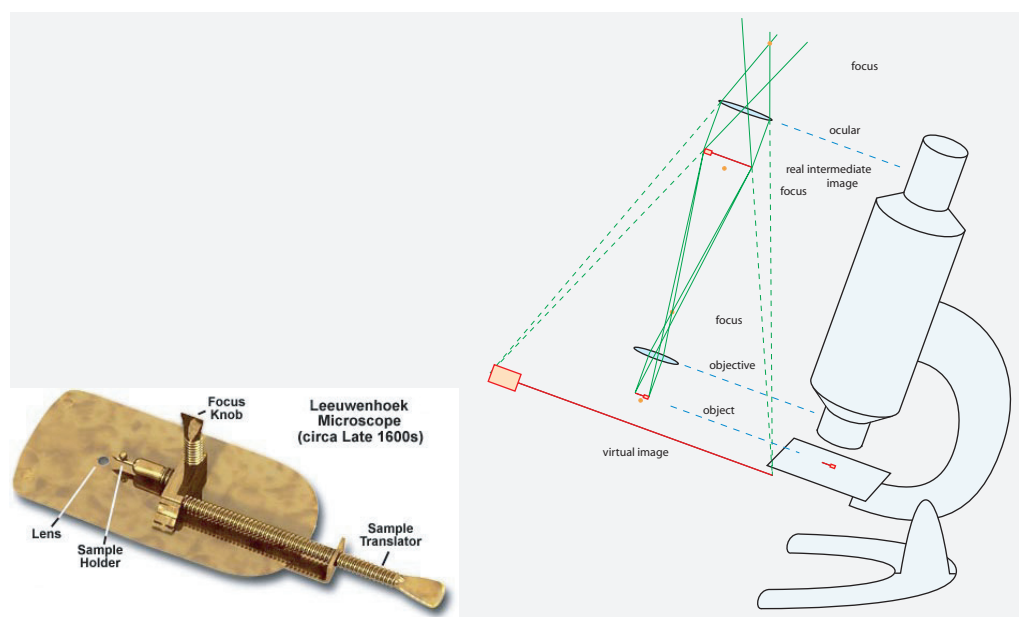 focus
ocular
real intermediate
image
focus
focus
objective
object
virtual image
Focus
Knob
Leeuwenhoek
Microscope
(circa Late 1600s)
Lens
Sample
Holder
Sample
Translator